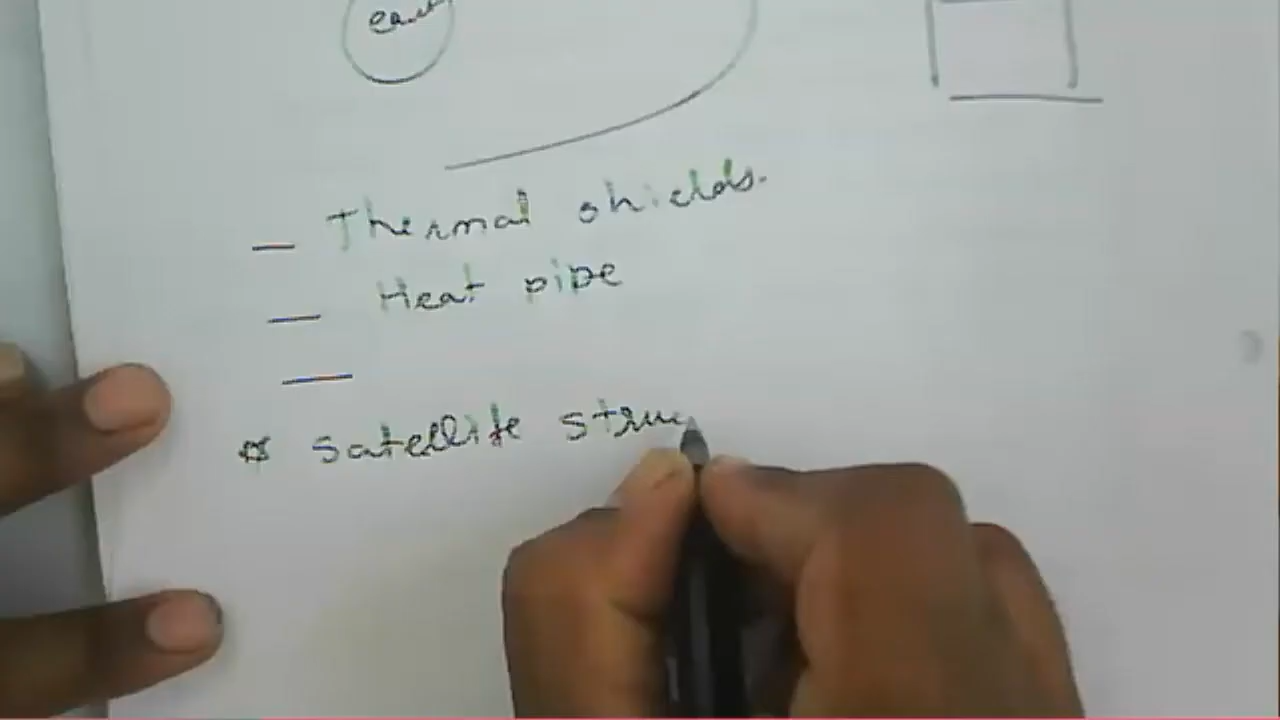 — Thermal shields.
— Heat pipe
—
* Satellite stru